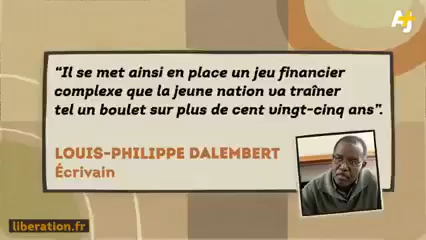 AJ+
“Il se met ainsi en place un jeu financier
complexe que la jeune nation va traîner
tel un boulet sur plus de cent vingt-cinq ans”.
LOUIS-PHILIPPE DALEMBERT
Écrivain
liberation.fr